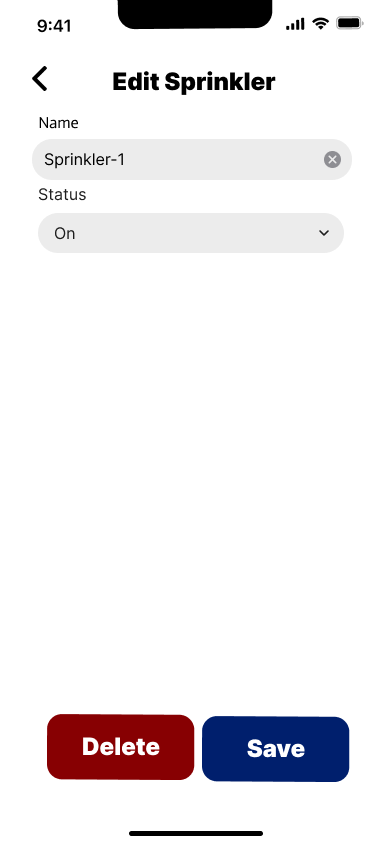 9:41
Edit Sprinkler
Name
Sprinkler-1
Status
On
Delete
Save